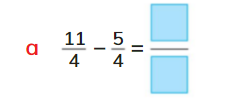 a 11/4 − 5/4 =